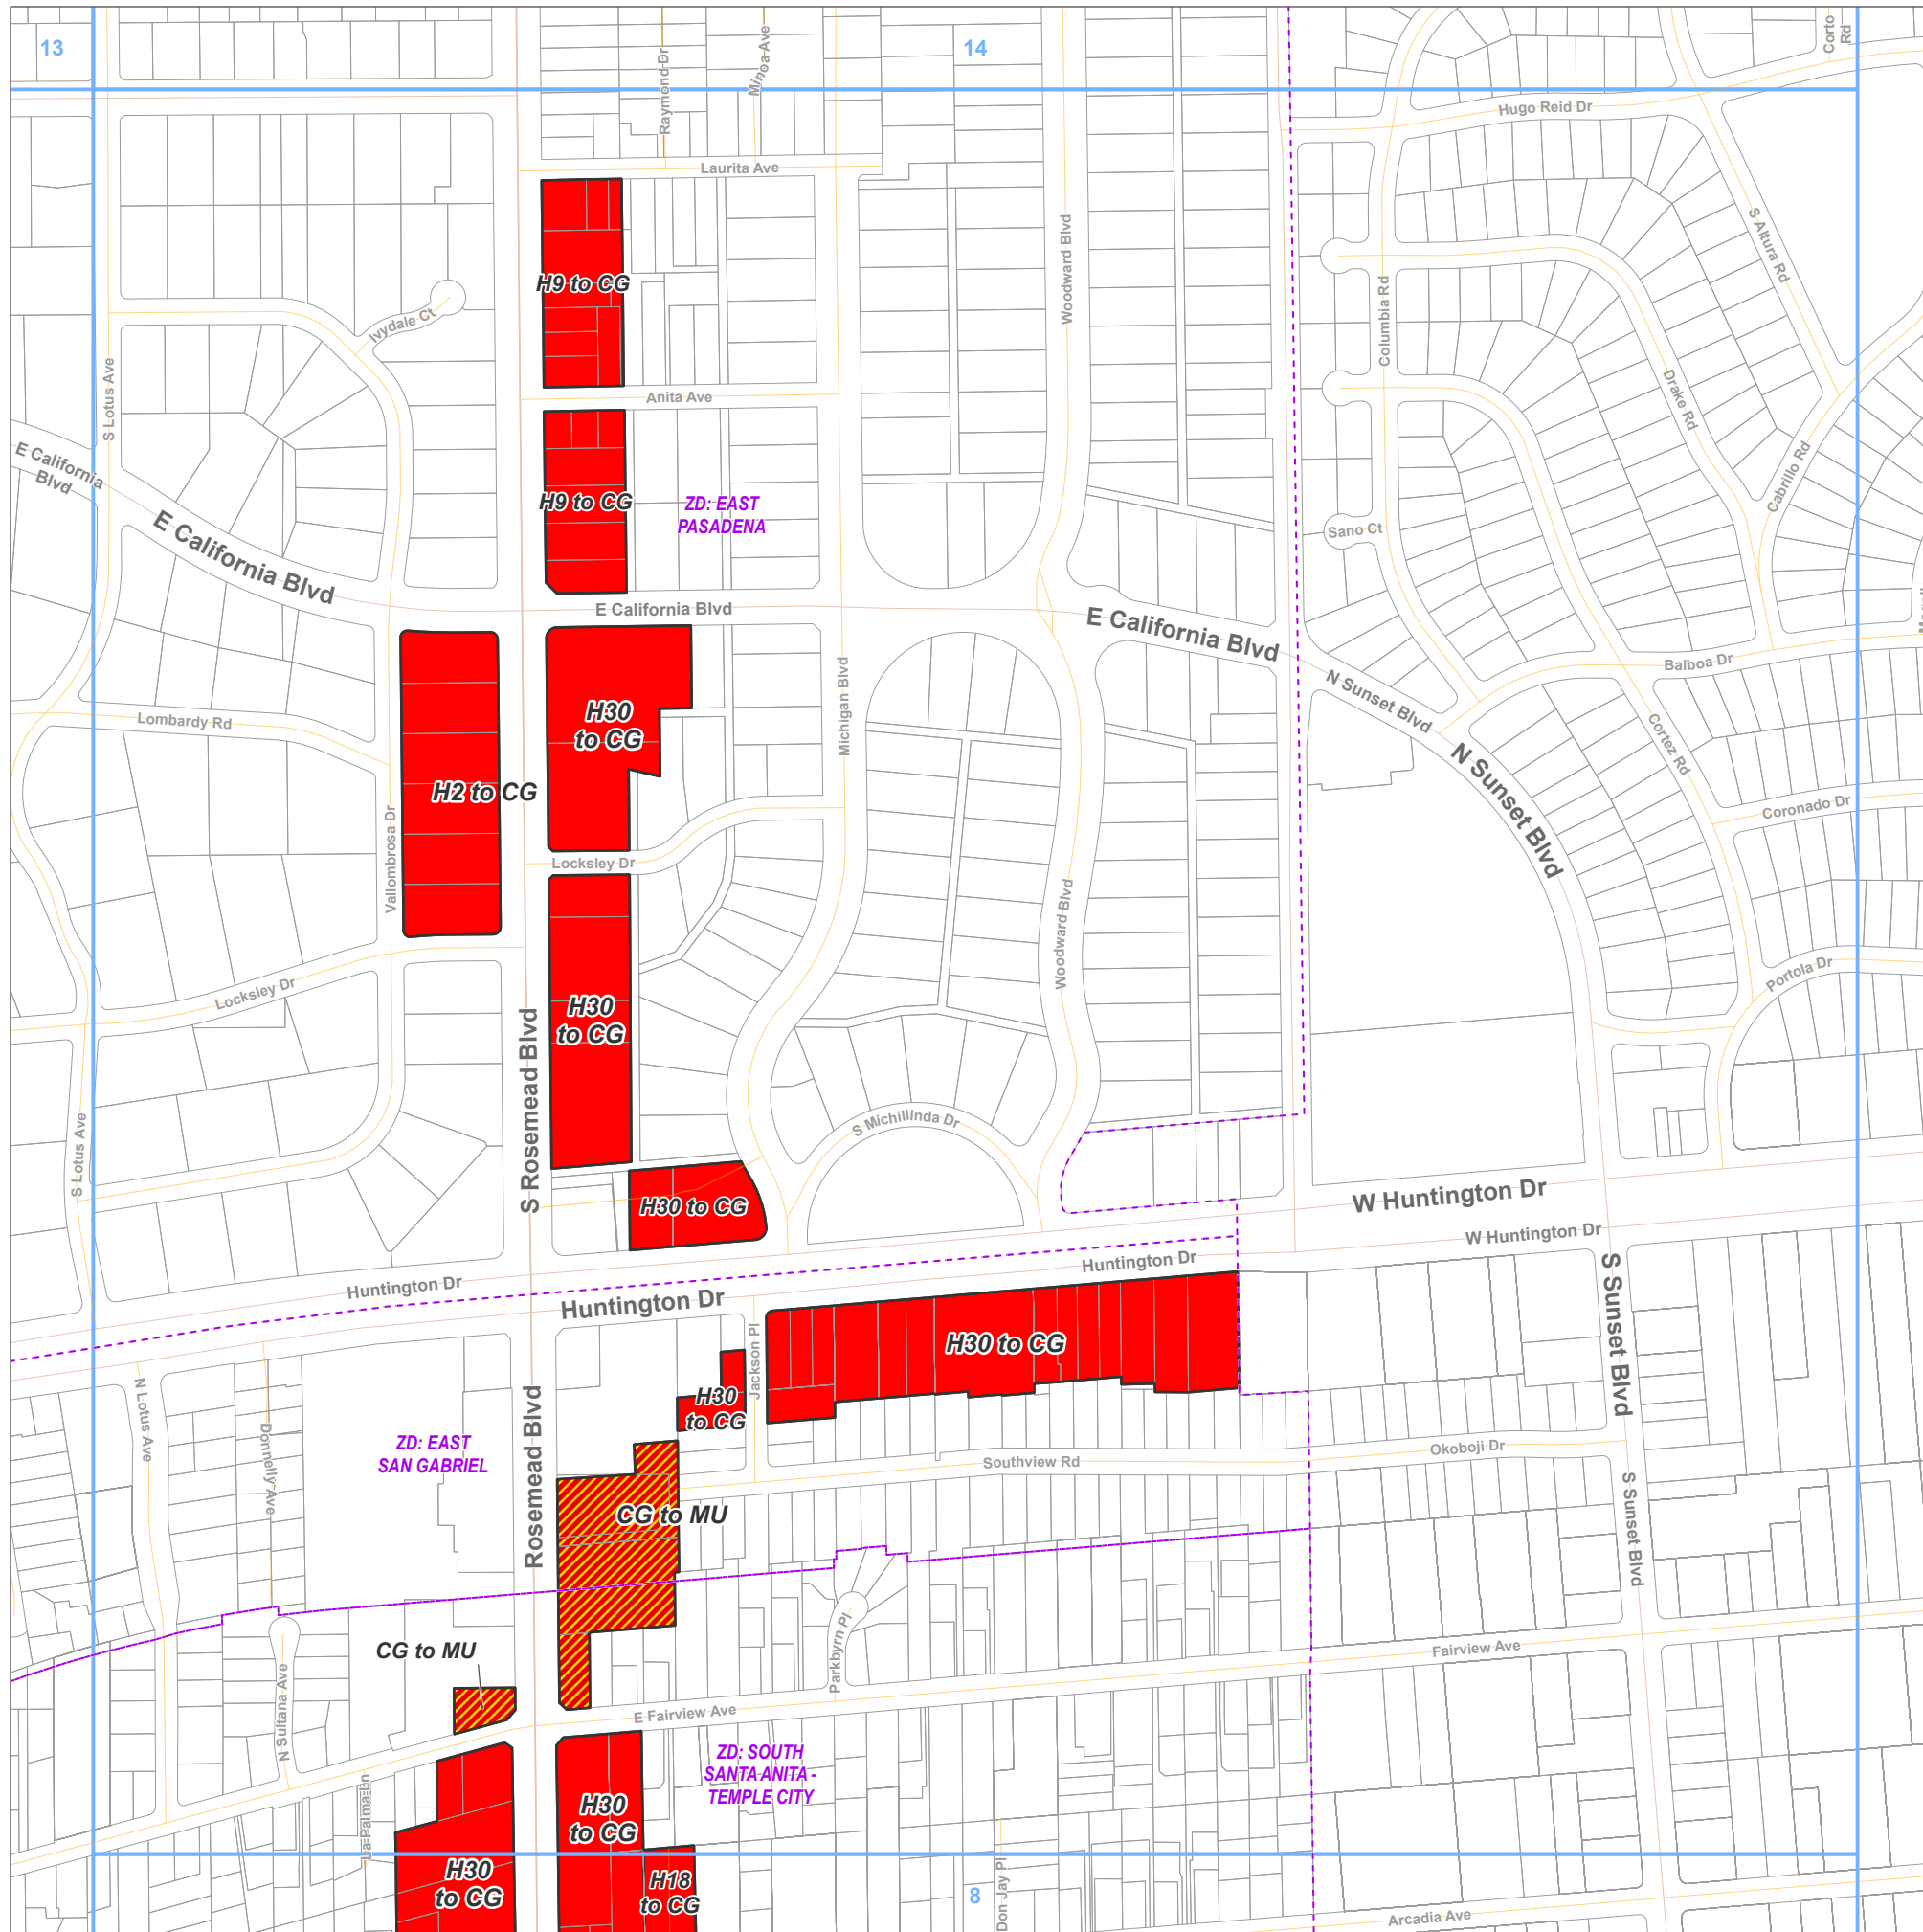 13
14
Corto
Rd
Raymond Dr
Minoa Ave
Hugo Reid Dr
Laurita Ave
S Altura Rd
Woodward Blvd
H9 to CG
Columbia Rd
Ivydale Ct
S Lotus Ave
Anita Ave
Drake Rd
E California
Blvd
Cabrillo Rd
H9 to CG
ZD: EAST
PASADENA
Sano Ct
E California Blvd
E California Blvd
E California Blvd
Balboa Dr
N Sunset Blvd
H30
to CG
Michigan Blvd
Lombardy Rd
Cortez Rd
N Sunset Blvd
H2 to CG
Coronado Dr
Vallombrosa Dr
Locksley Dr
Woodward Blvd
Portola Dr
Locksley Dr
H30
to CG
S Rosemead Blvd
S Michillinda Dr
S Lotus Ave
H30 to CG
W Huntington Dr
W Huntington Dr
Huntington Dr
Huntington Dr
Huntington Dr
S Sunset Blvd
H30 to CG
Jackson Pl
H30
to CG
N Lotus Ave
Donnelly Ave
Rosemead Blvd
ZD: EAST
SAN GABRIEL
Okoboji Dr
Southview Rd
CG to MU
S Sunset Blvd
CG to MU
Parkbyrn Pl
Fairview Ave
N Sultana Ave
E Fairview Ave
ZD: SOUTH
SANTA ANITA -
TEMPLE CITY
La Palma Ln
H30
to CG
H30
to CG
H18
to CG
8
Don Jay Pl
Arcadia Ave